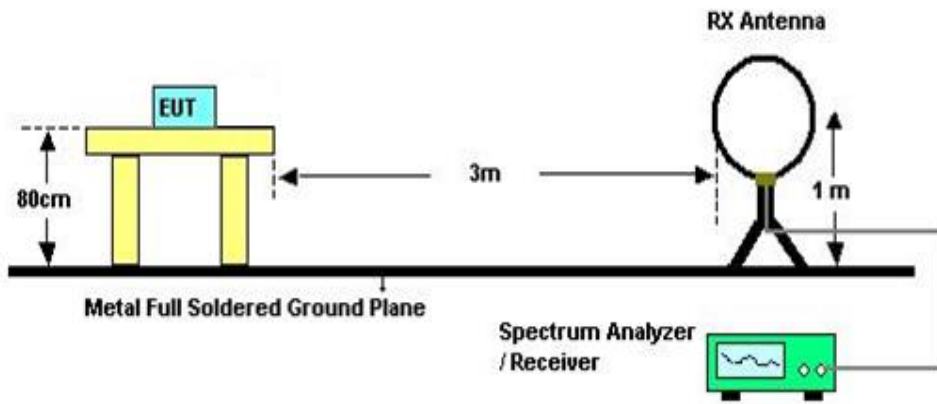 RX Antenna
EUT
3m
80cm
1 m
Metal Full Soldered Ground Plane
Spectrum Analyzer
/ Receiver